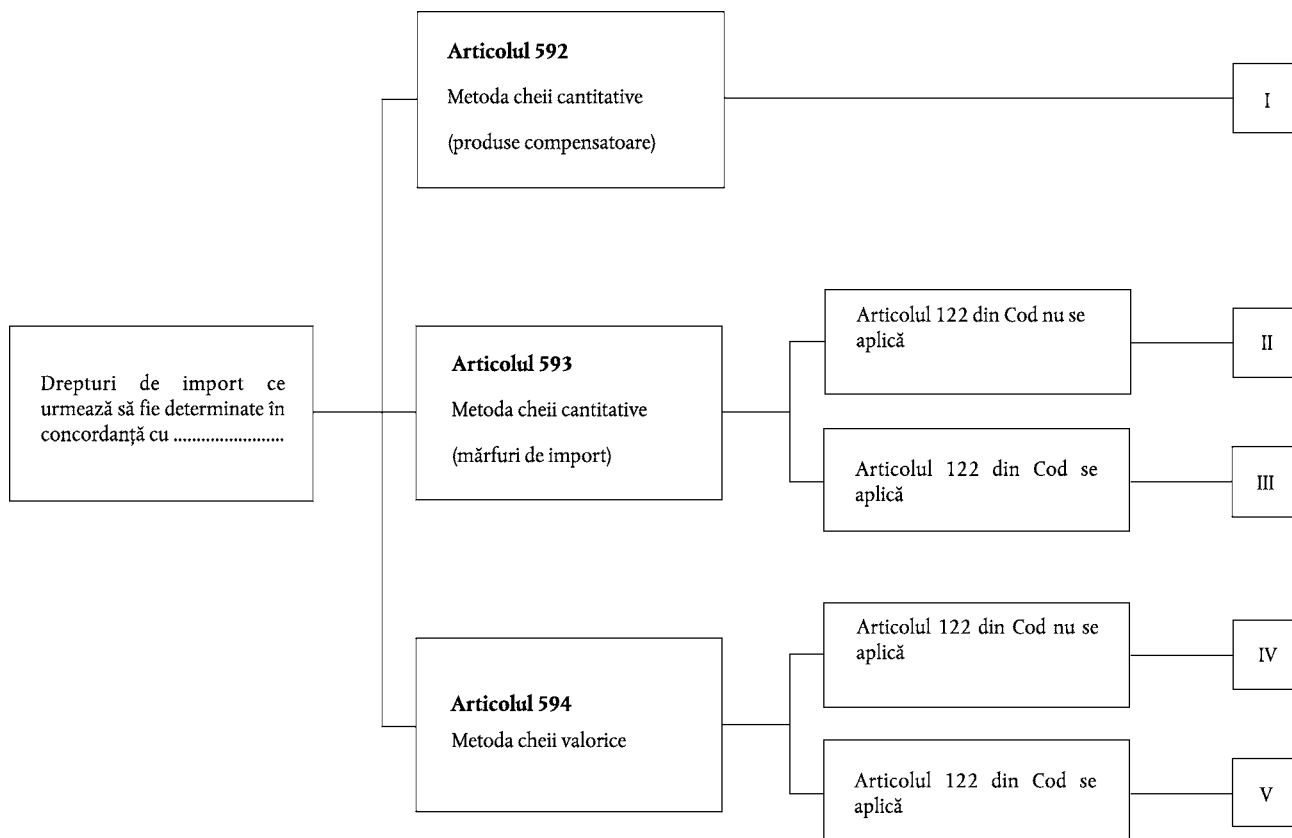 Articolul 592
Metoda cheii cantitative
(produse compensatoare)
I
Drepturi de import ce
urmează să fie determinate în
concordanță cu ........................
Articolul 593
Metoda cheii cantitative
(mărfuri de import)
Articolul 122 din Cod nu se
aplică
II
Articolul 122 din Cod se
aplică
III
Articolul 594
Metoda cheii valorice
Articolul 122 din Cod nu se
aplică
IV
Articolul 122 din Cod se
aplică
V